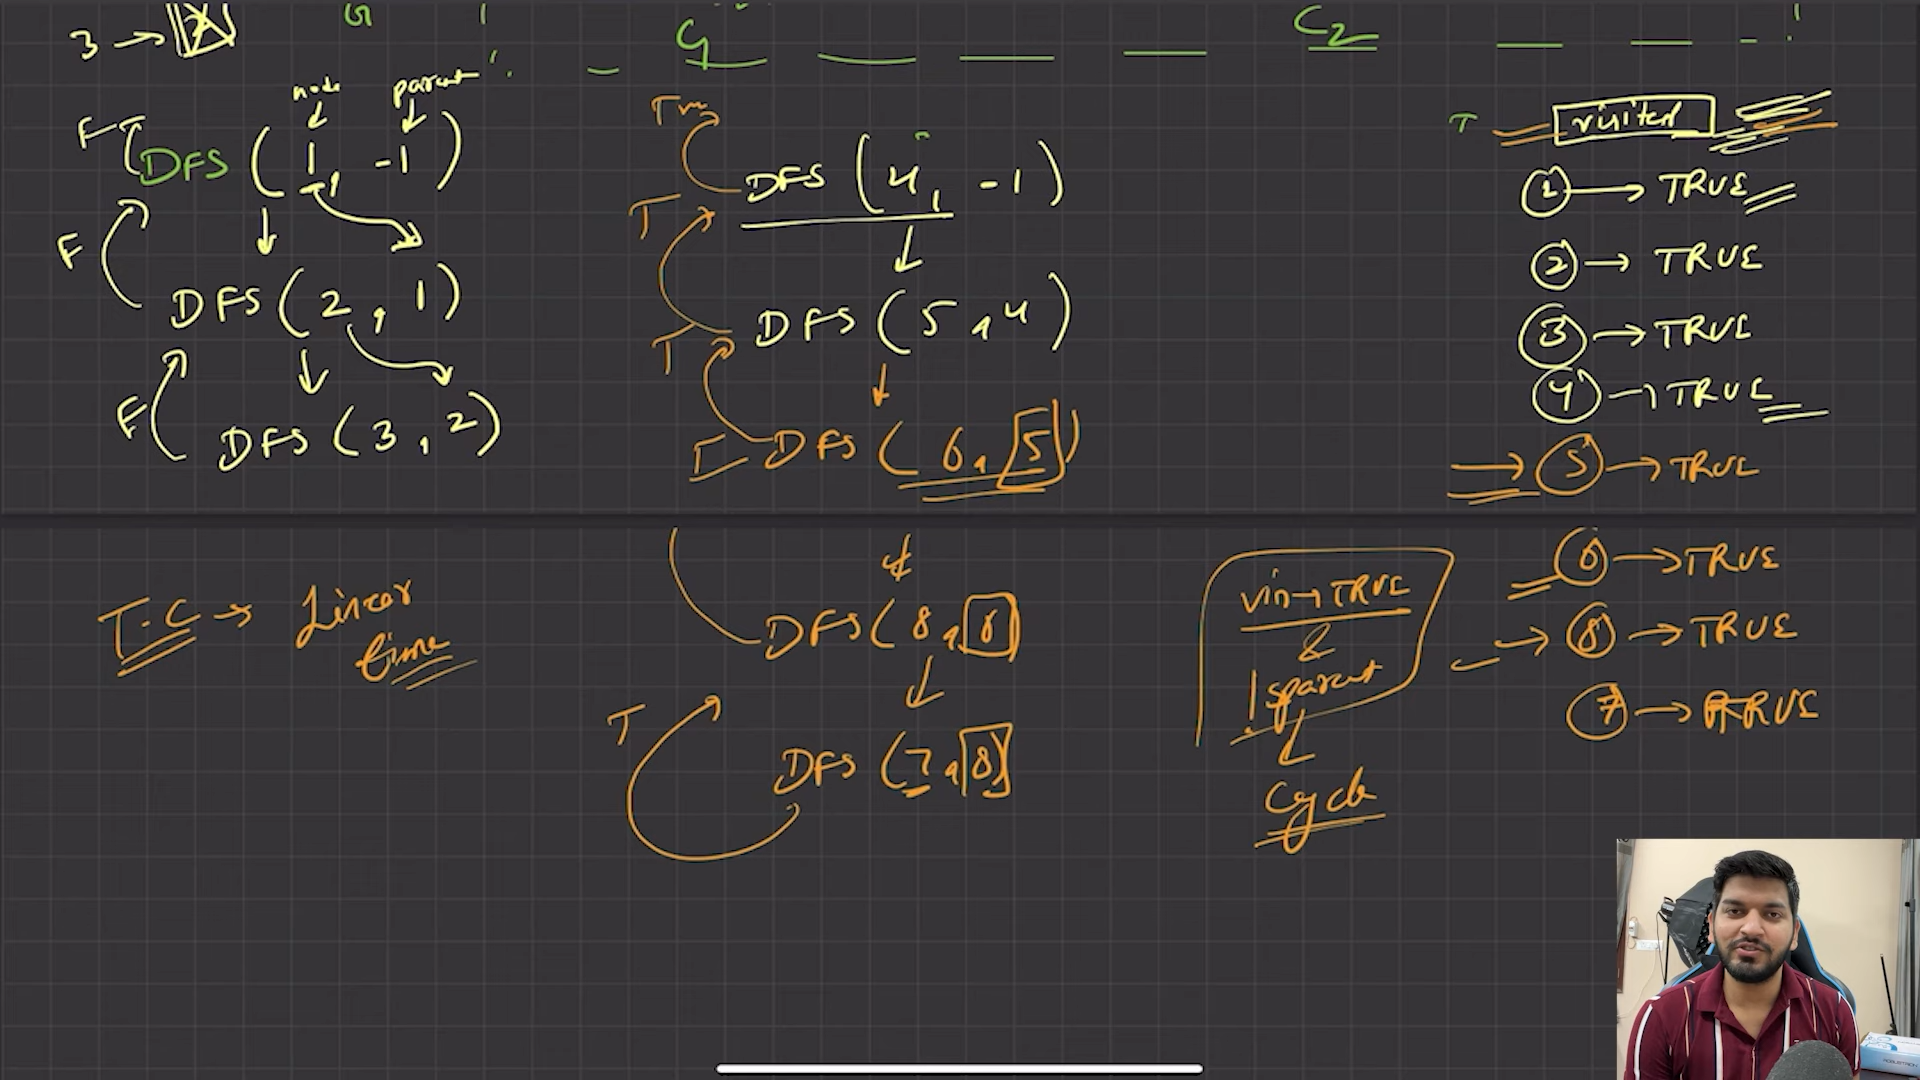 3 →
C1
C2
node parent
F DFS (1, -1)
F DFS (2, 1)
F DFS (3, 2)
T DFS (4, -1)
T DFS (5, 4)
T DFS (6, 5)
DFS (8, 6)
T DFS (7, 8)
T.C → Linear
time
T visited
1 → TRUE
2 → TRUE
3 → TRUE
4 → TRUE
5 → TRUE
6 → TRUE
8 → TRUE
7 → TRUE
vis → TRUE
&
!parent
Cycle